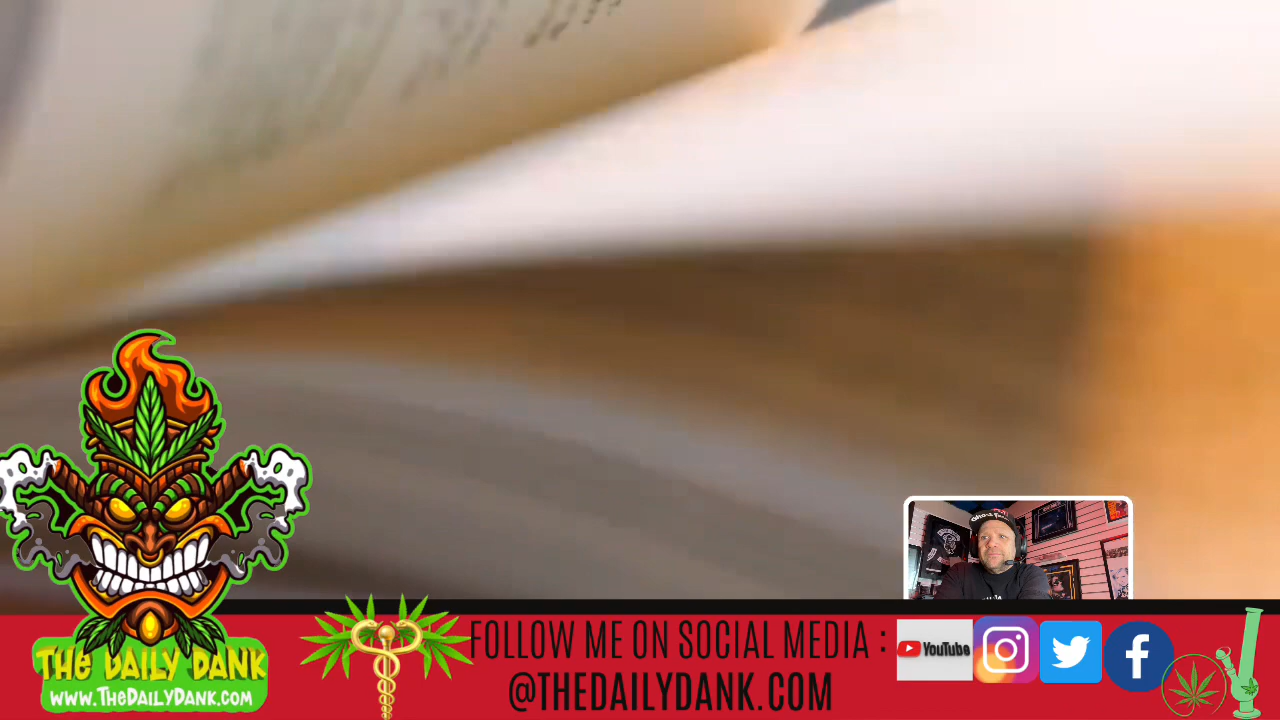 THE DAILY DANK
WWW.THEDAILYDANK.COM
FOLLOW ME ON SOCIAL MEDIA :
@THEDAILYDANK.COM
YouTube